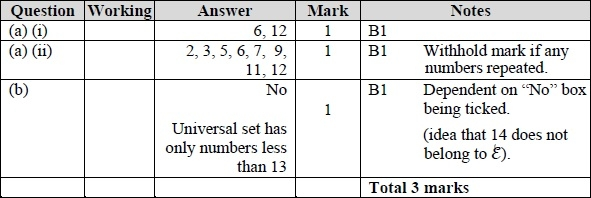 Question Working Answer Mark Notes
(a) (i) 6, 12 1 B1
(a) (ii) 2, 3, 5, 6, 7, 9, 1 B1 Withhold mark if any
11, 12 numbers repeated.
(b) No B1 Dependent on “No” box
1 being ticked.
Universal set has (idea that 14 does not
only numbers less belong to ℰ).
than 13
Total 3 marks